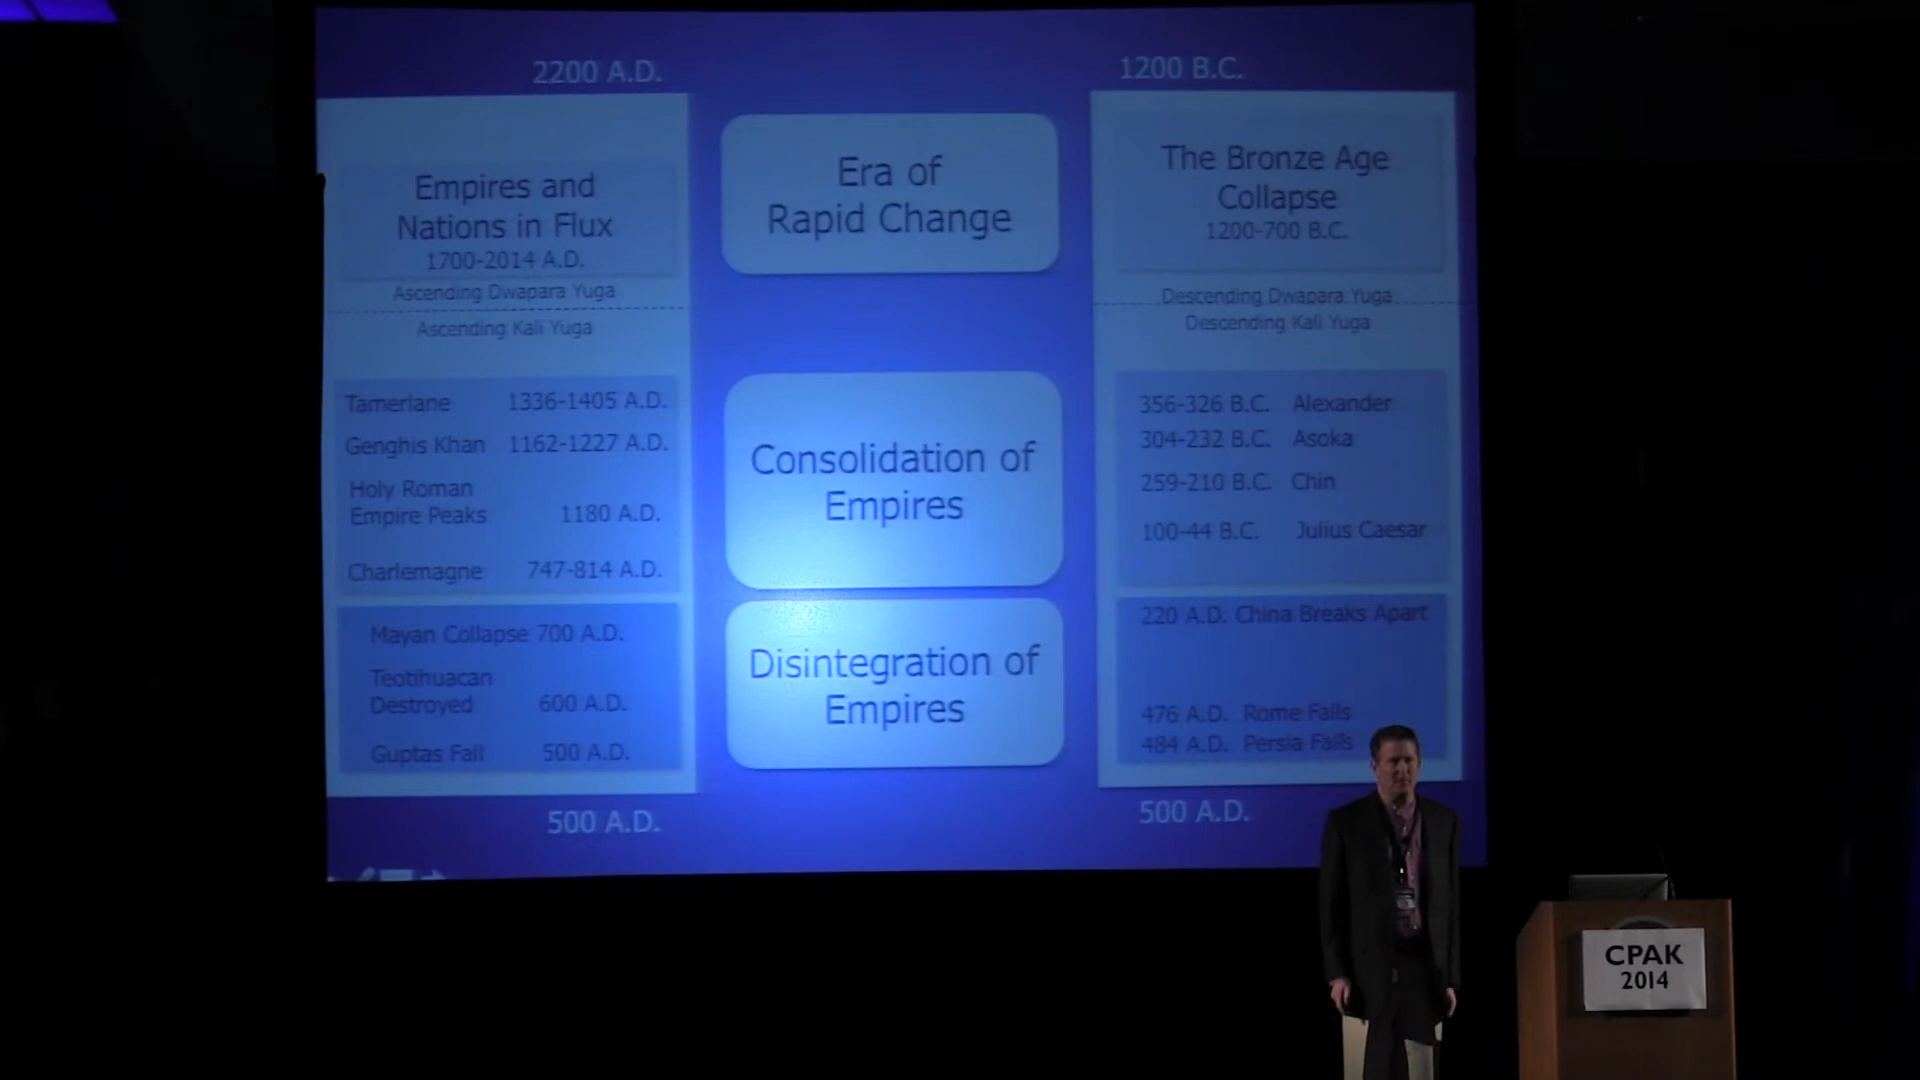 2200 A.D.
Empires and
Nations in Flux
1700-2014 A.D.
Ascending Dwapara Yuga
Ascending Kali Yuga
Tamerlane 1336-1405 A.D.
Genghis Khan 1162-1227 A.D.
Holy Roman
Empire Peaks 1180 A.D.
Charlemagne 747-814 A.D.
Mayan Collapse 700 A.D.
Teotihuacan
Destroyed 600 A.D.
Guptas Fall 500 A.D.
500 A.D.
Era of
Rapid Change
Consolidation of
Empires
Disintegration of
Empires
1200 B.C.
The Bronze Age
Collapse
1200-700 B.C.
Descending Dwapara Yuga
Descending Kali Yuga
356-326 B.C. Alexander
304-232 B.C. Asoka
259-210 B.C. Chin
100-44 B.C. Julius Caesar
220 A.D. China Breaks Apart
476 A.D. Rome Falls
484 A.D. Persia Falls
500 A.D.
CPAK
2014